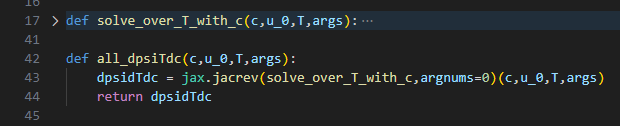 16
17 > def solve_over_T_with_c(c,u_0,T,args):…
41
42 def all_dpsiTdc(c,u_0,T,args):
43 dpsidTdc = jax.jacrev(solve_over_T_with_c,argnums=0)(c,u_0,T,args)
44 return dpsidTdc
45